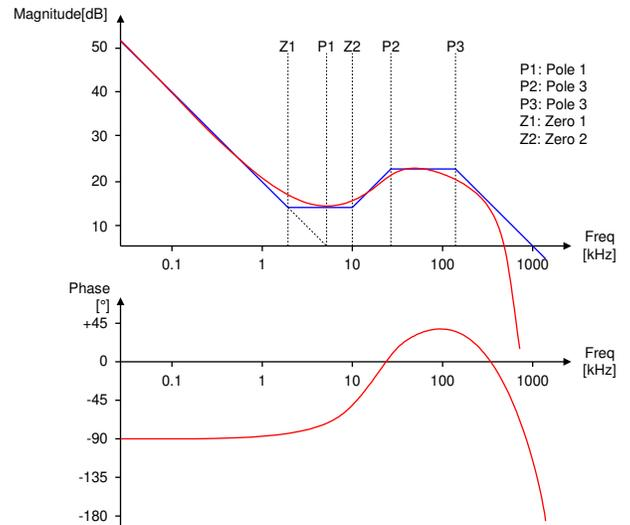 Magnitude[dB]
50
40
30
20
10
Z1 P1 Z2 P2 P3
P1: Pole 1
P2: Pole 3
P3: Pole 3
Z1: Zero 1
Z2: Zero 2
0.1 1 10 100 1000
Freq
[kHz]
Phase
[°]
+45
0
-45
-90
-135
-180
0.1 1 10 100 1000
Freq
[kHz]